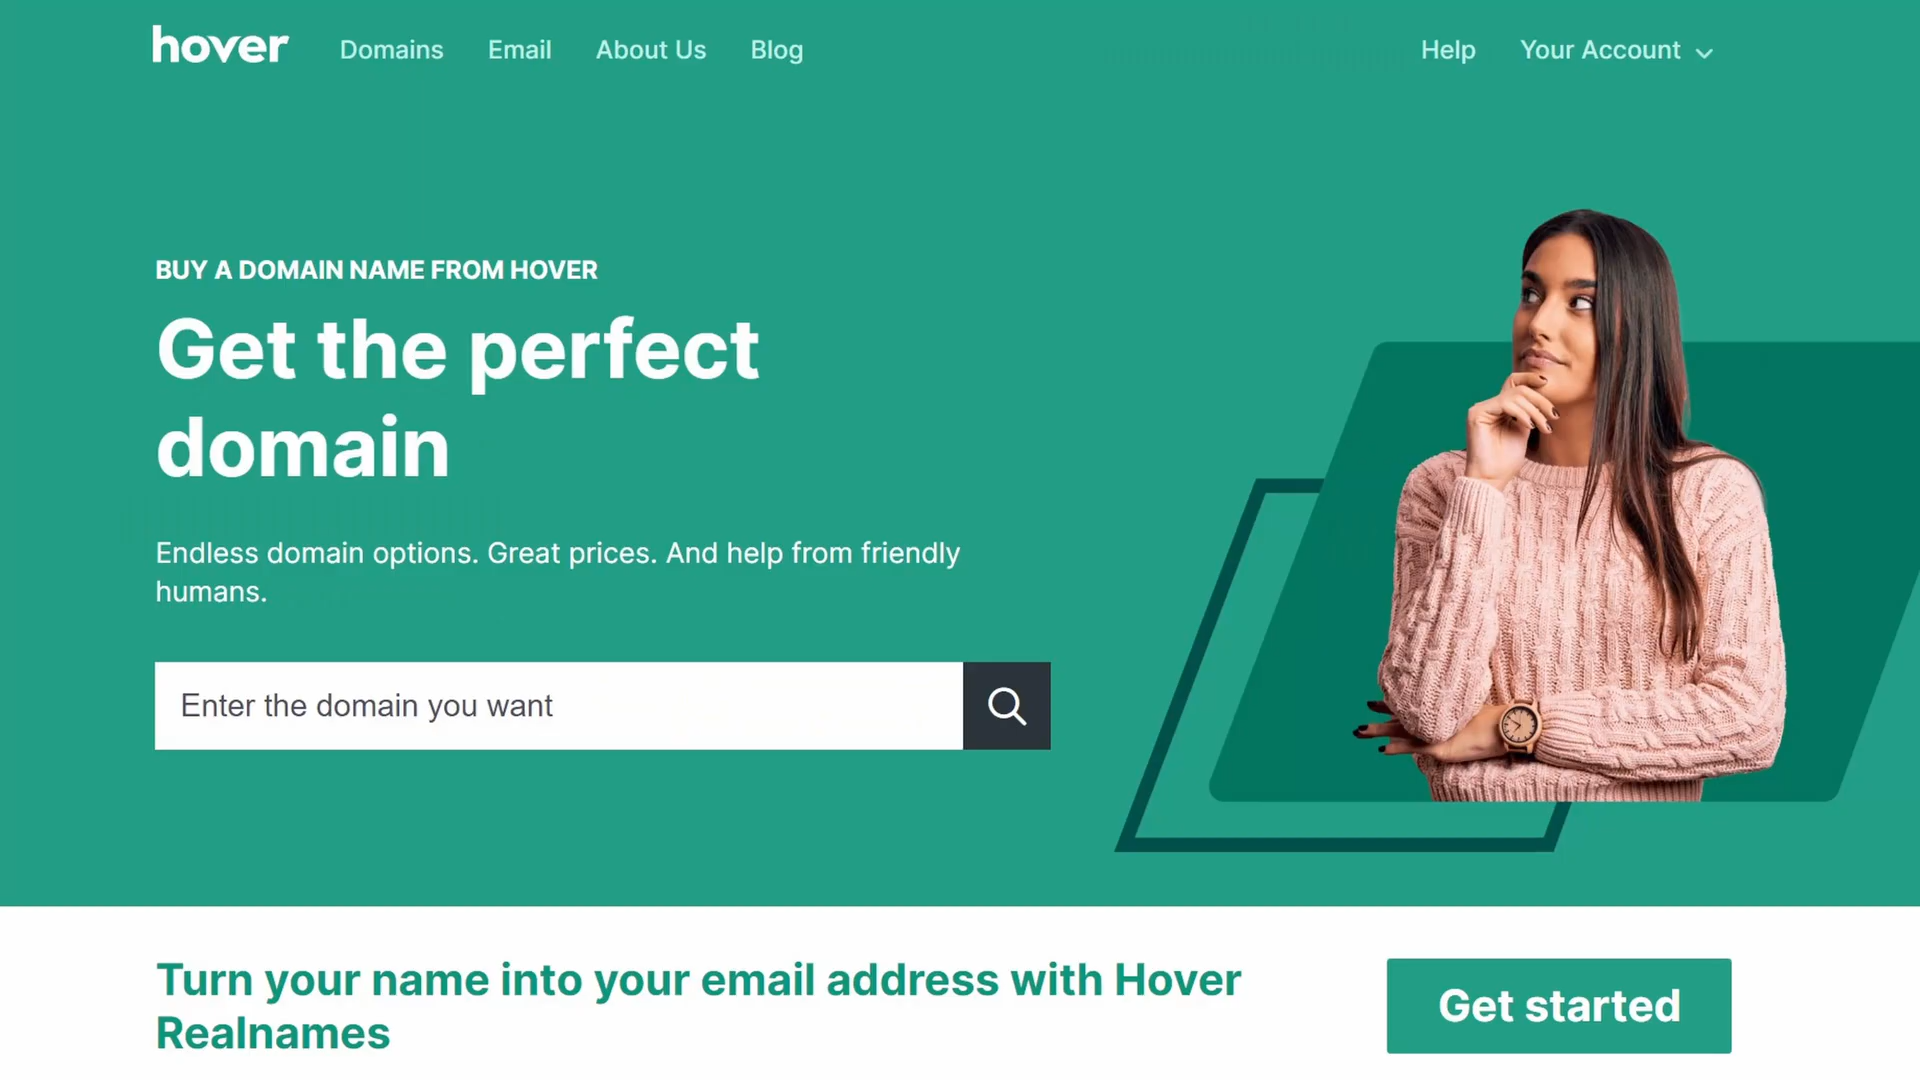 hover
Domains
Email
About Us
Blog
Help
Your Account
BUY A DOMAIN NAME FROM HOVER
Get the perfect
domain
Endless domain options. Great prices. And help from friendly
humans.
Enter the domain you want
Turn your name into your email address with Hover
Realnames
Get started